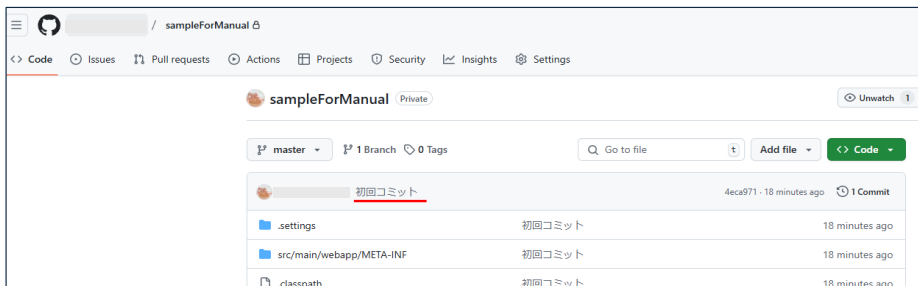 / sampleForManual
<> Code Issues Pull requests Actions Projects Security Insights Settings
sampleForManual Private Unwatch 1
master 1 Branch 0 Tags Go to file t Add file <> Code
初回コミット 4eca971 · 18 minutes ago 1 Commit
.settings 初回コミット 18 minutes ago
src/main/webapp/META-INF 初回コミット 18 minutes ago
.classpath 初回コミット 18 minutes ago